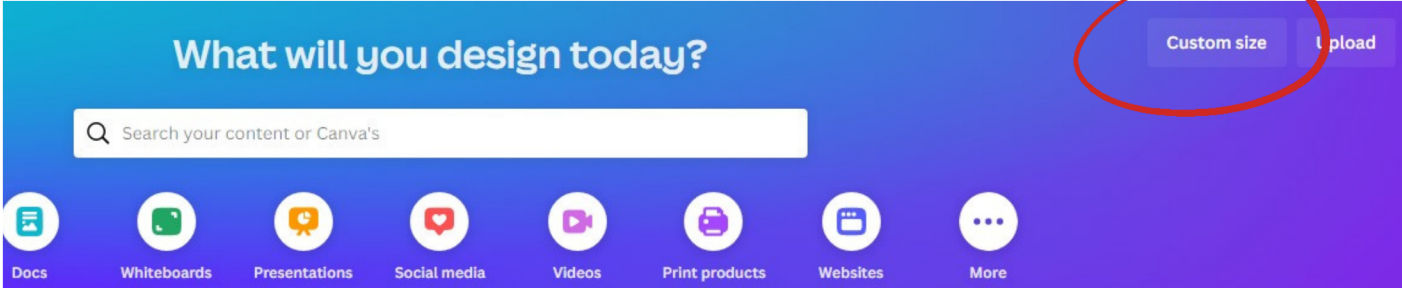 What will you design today?
Custom size
Upload
Search your content or Canva's
Docs
Whiteboards
Presentations
Social media
Videos
Print products
Websites
More